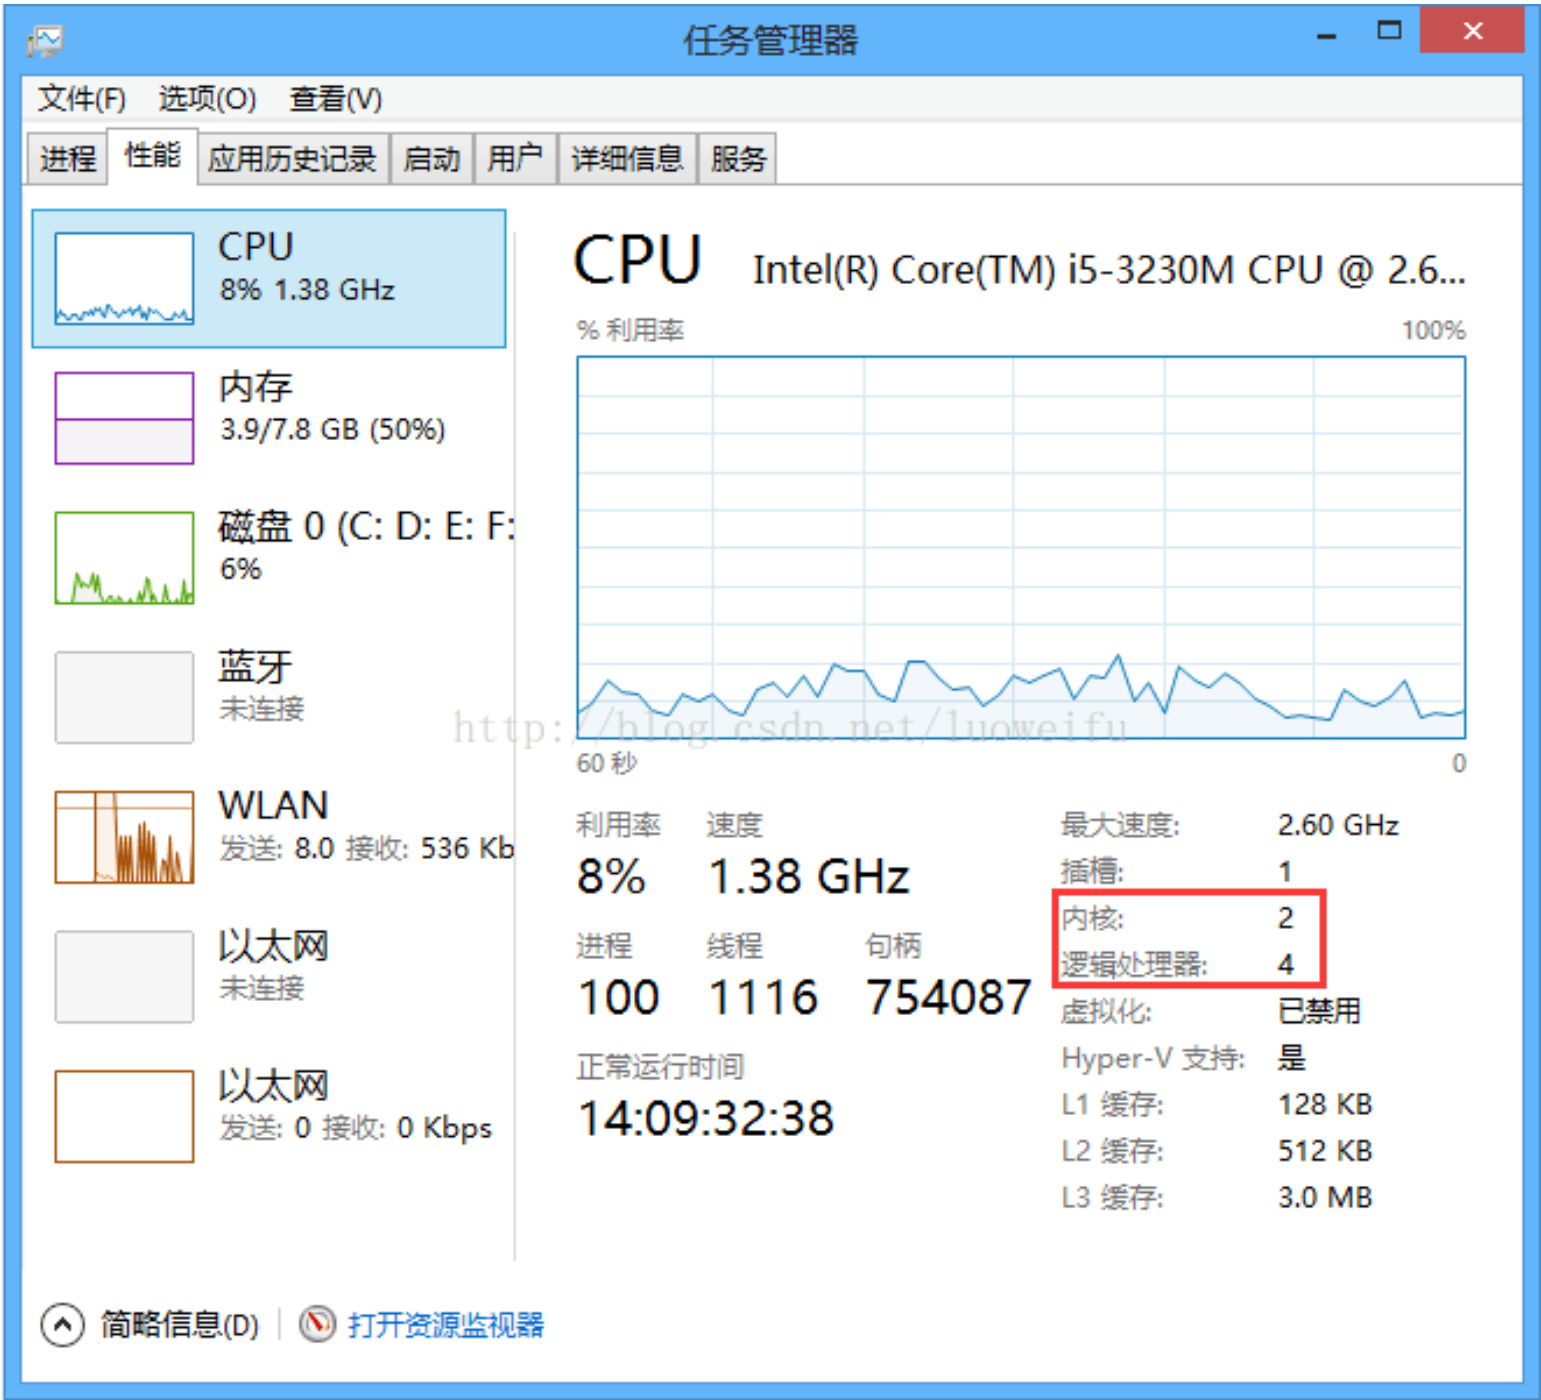 任务管理器
文件(F) 选项(O) 查看(V)
进程 性能 应用历史记录 启动 用户 详细信息 服务
CPU
8% 1.38 GHz
内存
3.9/7.8 GB (50%)
磁盘 0 (C: D: E: F:
6%
蓝牙
未连接
WLAN
发送: 8.0 接收: 536 Kb
以太网
未连接
以太网
发送: 0 接收: 0 Kbps
CPU Intel(R) Core(TM) i5-3230M CPU @ 2.6...
% 利用率 100%
http://blog.csdn.net/luoweifu
60 秒 0
利用率 速度
8% 1.38 GHz
进程 线程 句柄
100 1116 754087
正常运行时间
14:09:32:38
最大速度: 2.60 GHz
插槽: 1
内核: 2
逻辑处理器: 4
虚拟化: 已禁用
Hyper-V 支持: 是
L1 缓存: 128 KB
L2 缓存: 512 KB
L3 缓存: 3.0 MB
简略信息(D) 打开资源监视器